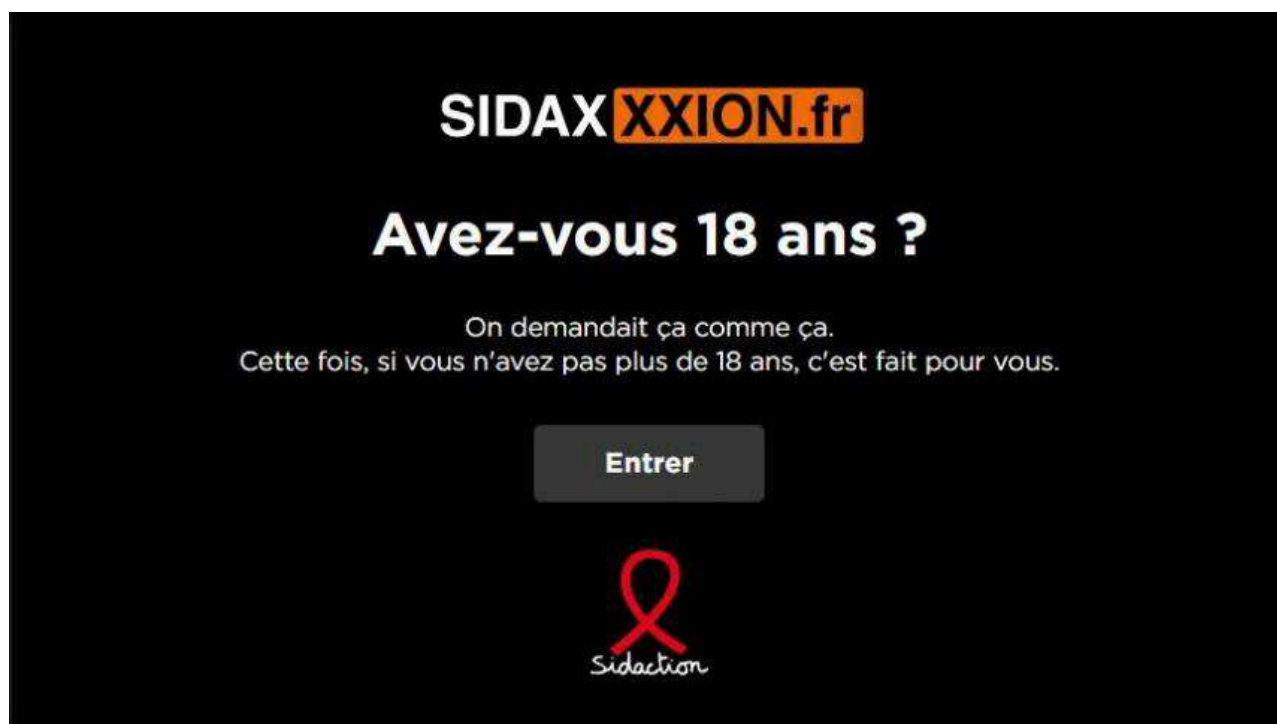 SIDAXXXION.fr
Avez-vous 18 ans ?
On demandait ça comme ça.
Cette fois, si vous n'avez pas plus de 18 ans, c'est fait pour vous.
Entrer
Sidaction